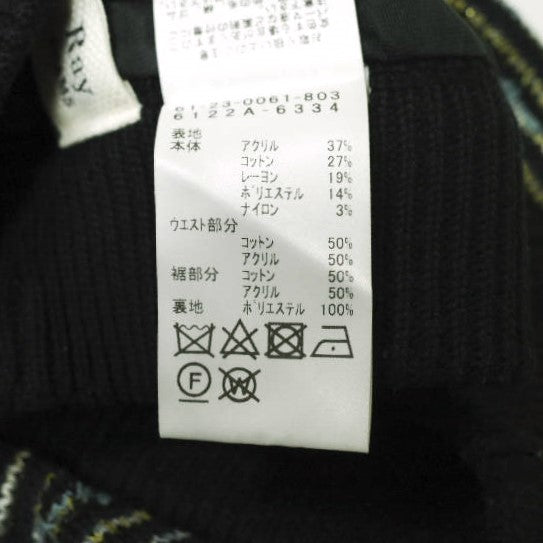 Ray
61-23-0061-803
6122A-6334
表地
本体 アクリル 37%
コットン 27%
レーヨン 19%
ポリエステル 14%
ナイロン 3%
ウエスト部分
コットン 50%
アクリル 50%
裾部分 コットン 50%
アクリル 50%
裏地 ポリエステル 100%
F W